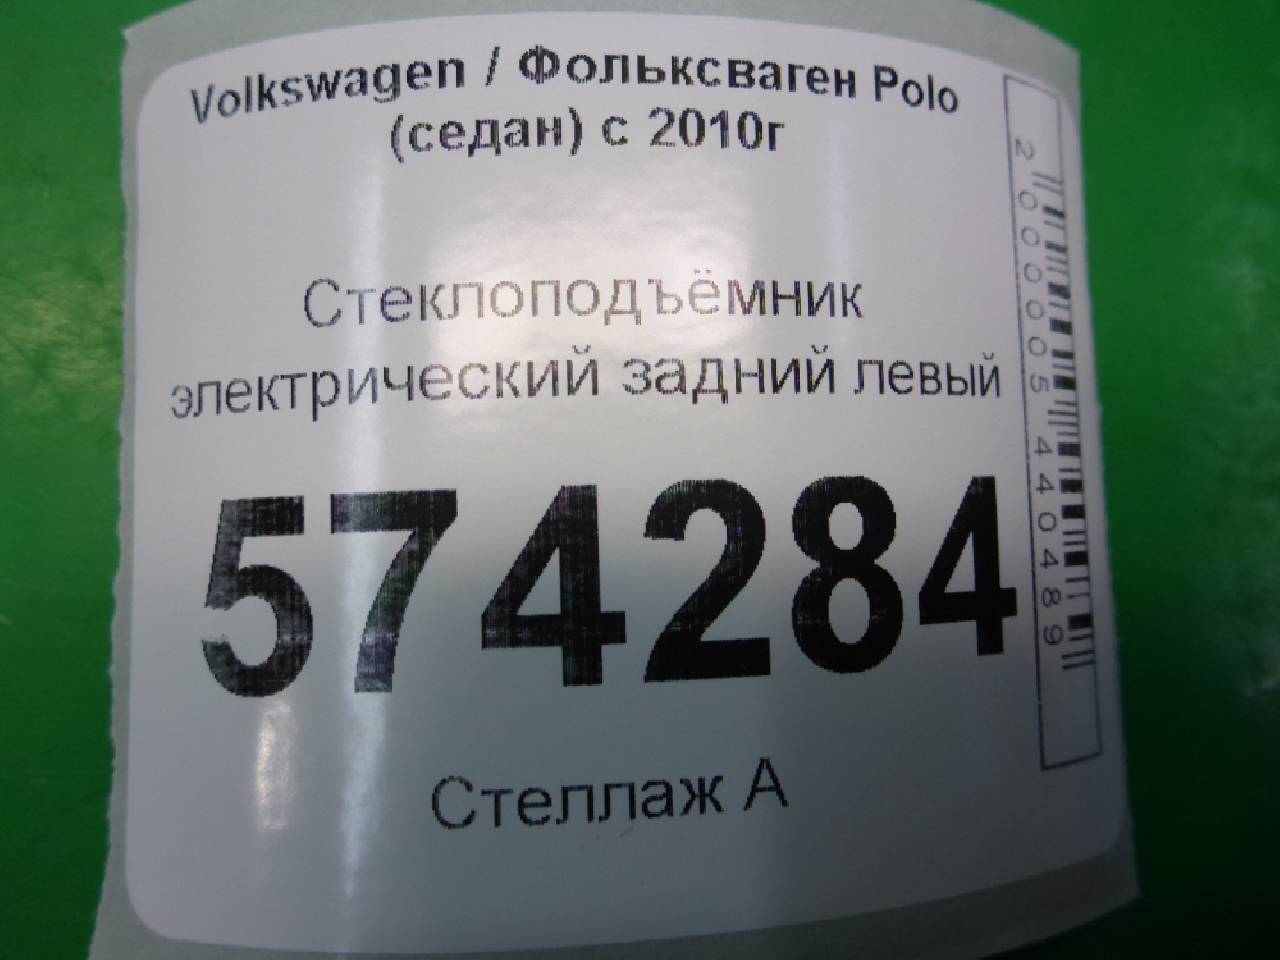 Volkswagen / Фольксваген Polo
(седан) с 2010г
Стеклоподъёмник
электрический задний левый
574284
Стеллаж А
2000005440489